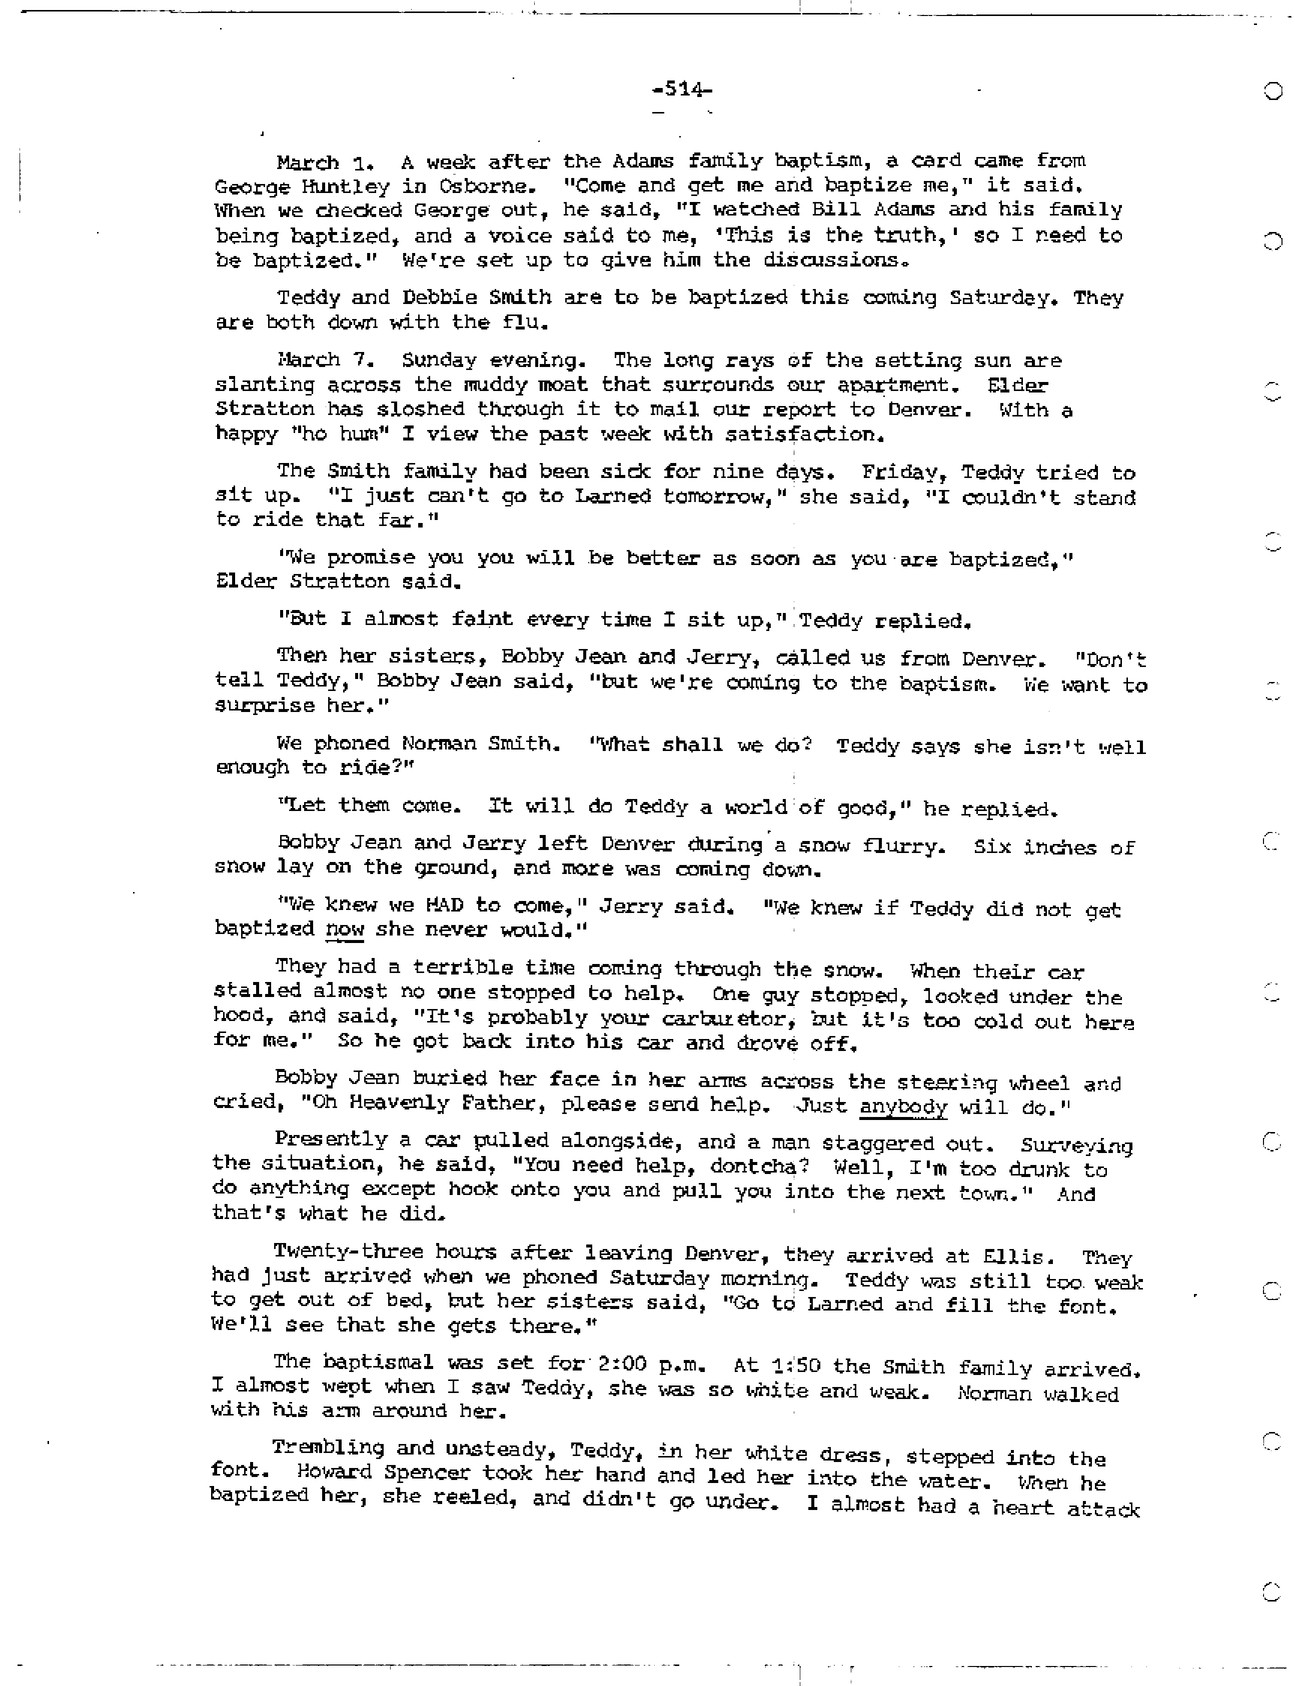 -514-
March 1. A week after the Adams family baptism, a card came from
George Huntley in Osborne. "Come and get me and baptize me," it said.
When we checked George out, he said, "I watched Bill Adams and his family
being baptized, and a voice said to me, 'This is the truth,' so I need to
be baptized." We're set up to give him the discussions.
Teddy and Debbie Smith are to be baptized this coming Saturday. They
are both down with the flu.
March 7. Sunday evening. The long rays of the setting sun are
slanting across the muddy moat that surrounds our apartment. Elder
Stratton has sloshed through it to mail our report to Denver. With a
happy "ho hum" I view the past week with satisfaction.
The Smith family had been sick for nine days. Friday, Teddy tried to
sit up. "I just can't go to Larned tomorrow," she said, "I couldn't stand
to ride that far."
"We promise you you will be better as soon as you are baptized,"
Elder Stratton said.
"But I almost faint every time I sit up," Teddy replied.
Then her sisters, Bobby Jean and Jerry, called us from Denver. "Don't
tell Teddy," Bobby Jean said, "but we're coming to the baptism. We want to
surprise her."
We phoned Norman Smith. "What shall we do? Teddy says she isn't well
enough to ride?"
"Let them come. It will do Teddy a world of good," he replied.
Bobby Jean and Jerry left Denver during a snow flurry. Six inches of
snow lay on the ground, and more was coming down.
"We knew we HAD to come," Jerry said. "We knew if Teddy did not get
baptized now she never would."
They had a terrible time coming through the snow. When their car
stalled almost no one stopped to help. One guy stopped, looked under the
hood, and said, "It's probably your carburetor, but it's too cold out here
for me." So he got back into his car and drove off.
Bobby Jean buried her face in her arms across the steering wheel and
cried, "Oh Heavenly Father, please send help. Just anybody will do."
Presently a car pulled alongside, and a man staggered out. Surveying
the situation, he said, "You need help, dontcha? Well, I'm too drunk to
do anything except hook onto you and pull you into the next town." And
that's what he did.
Twenty-three hours after leaving Denver, they arrived at Ellis. They
had just arrived when we phoned Saturday morning. Teddy was still too weak
to get out of bed, but her sisters said, "Go to Larned and fill the font.
We'll see that she gets there."
The baptismal was set for 2:00 p.m. At 1:50 the Smith family arrived.
I almost wept when I saw Teddy, she was so white and weak. Norman walked
with his arm around her.
Trembling and unsteady, Teddy, in her white dress, stepped into the
font. Howard Spencer took her hand and led her into the water. When he
baptized her, she reeled, and didn't go under. I almost had a heart attack